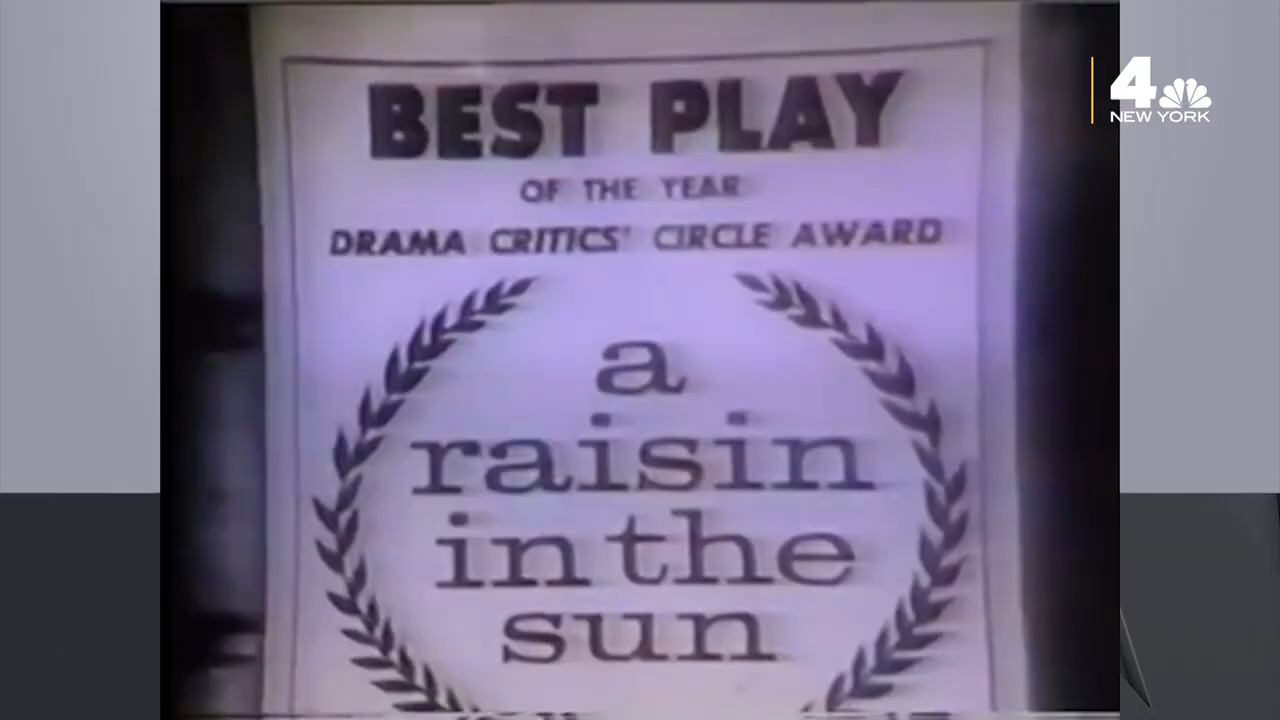 BEST PLAY
OF THE YEAR
DRAMA CRITICS' CIRCLE AWARD
a
raisin
in the
sun
4
NEW YORK